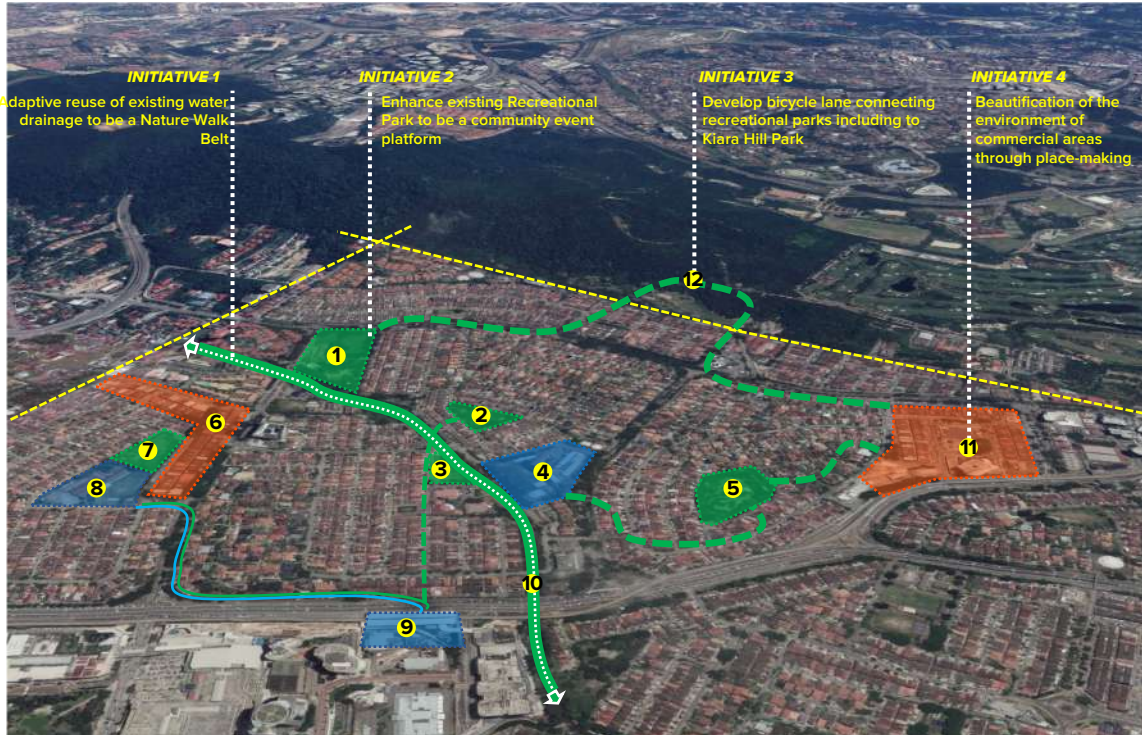 INITIATIVE 1
Adaptive reuse of existing water
drainage to be a Nature Walk
Belt
INITIATIVE 2
Enhance existing Recreational
Park to be a community event
platform
INITIATIVE 3
Develop bicycle lane connecting
recreational parks including to
Kiara Hill Park
INITIATIVE 4
Beautification of the
environment of
commercial areas
through place-making
12
1
2
6
7
3
4
11
8
5
10
9